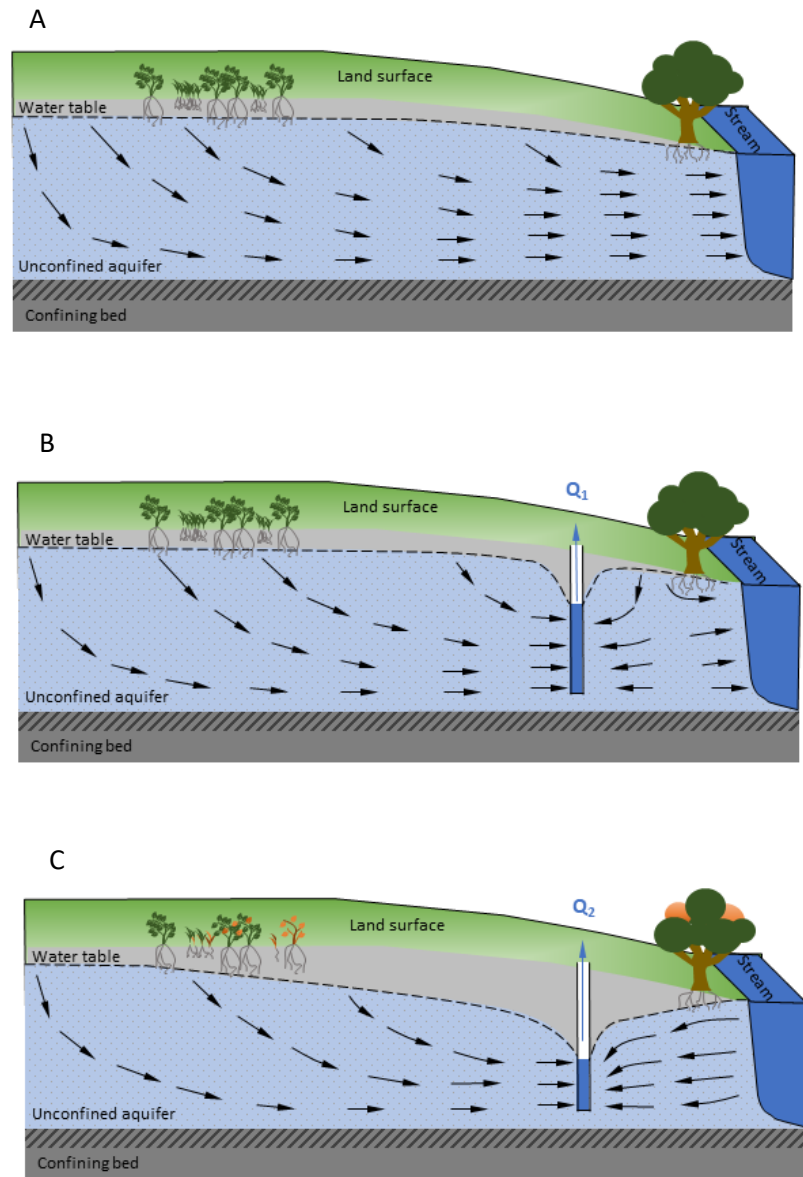 A
Land surface
Water table
Stream
Unconfined aquifer
Confining bed
B
Q₁
Land surface
Water table
Stream
Unconfined aquifer
Confining bed
C
Q₂
Land surface
Water table
Stream
Unconfined aquifer
Confining bed